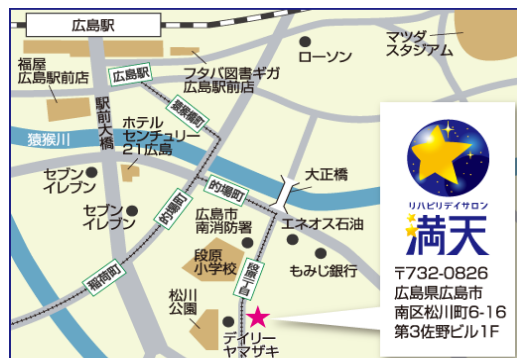 広島駅
マツダ
スタジアム
ローソン
福屋
広島駅前店
広島駅
フタバ図書ギガ
広島駅前店
駅前大橋
猿猴橋町
猿猴川
ホテル
センチュリー
21広島
大正橋
セブン
イレブン
的場町
セブン
イレブン
的場町
広島市
南消防署
エネオス石油
段原
小学校
段原一丁目
もみじ銀行
稲荷町
松川
公園
デイリー
ヤマザキ
リハビリデイサロン
満天
〒732-0826
広島県広島市
南区松川町6-16
第3佐野ビル1F